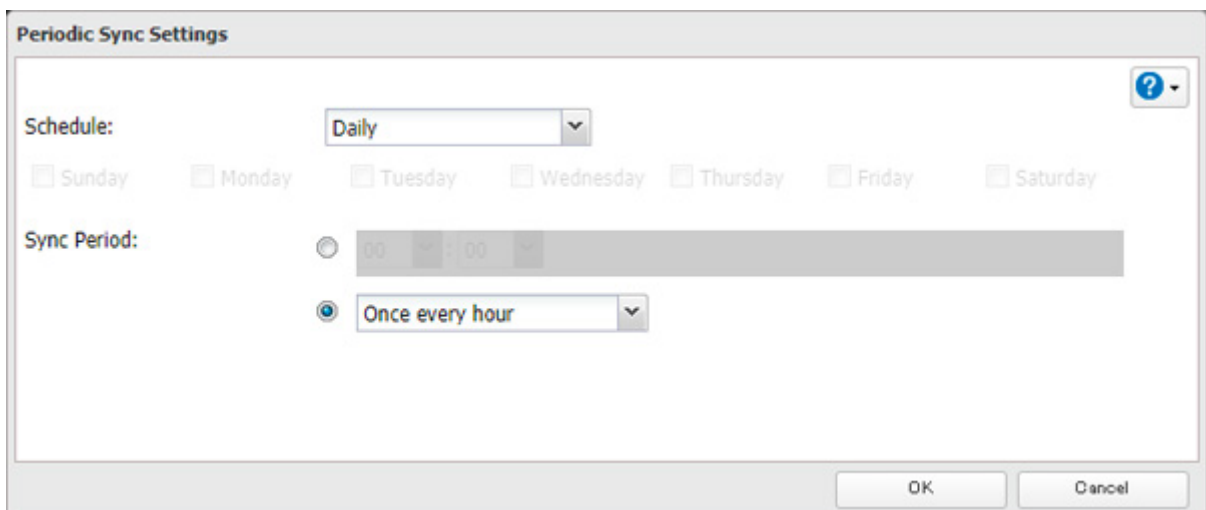 Periodic Sync Settings
?
Schedule: Daily
Sunday Monday Tuesday Wednesday Thursday Friday Saturday
Sync Period: 00 : 00
Once every hour
OK Cancel